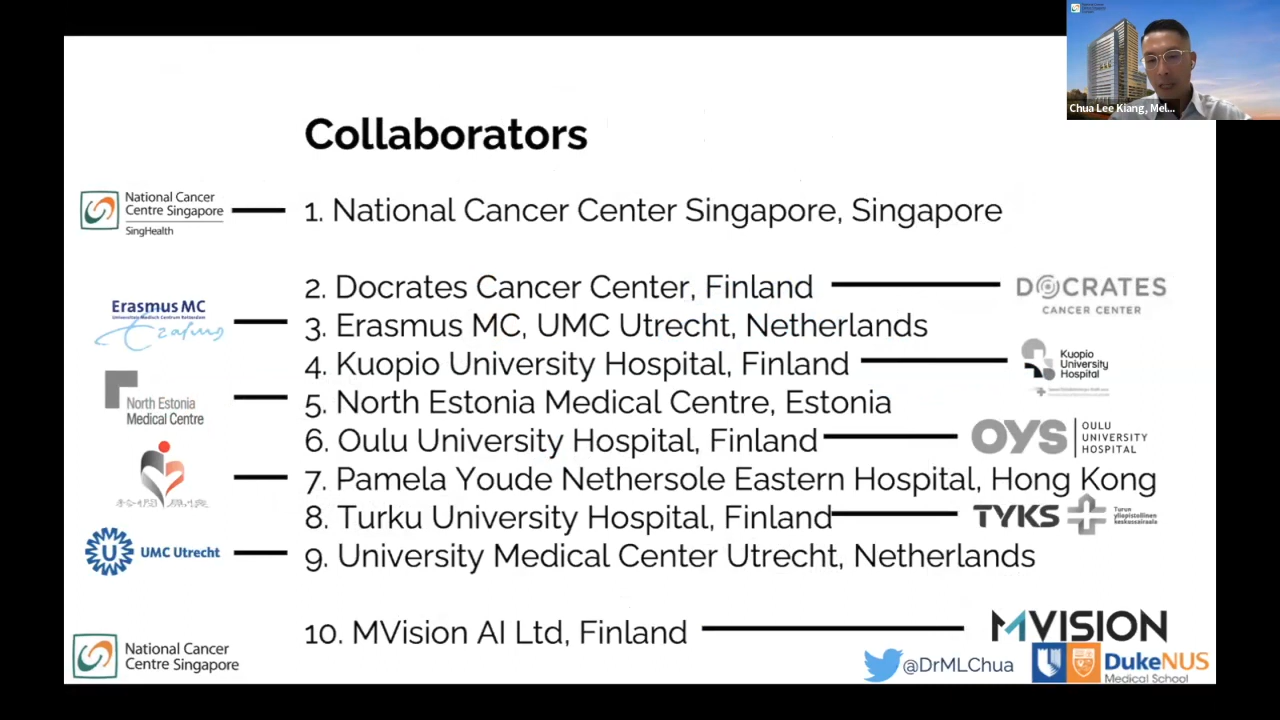 Chua Lee Kiang, Mel...
Collaborators
National Cancer
Centre Singapore
SingHealth
1. National Cancer Center Singapore, Singapore
2. Docrates Cancer Center, Finland
DOCRATES
CANCER CENTER
Erasmus MC
3. Erasmus MC, UMC Utrecht, Netherlands
4. Kuopio University Hospital, Finland
Kuopio
University
Hospital
North Estonia
Medical Centre
5. North Estonia Medical Centre, Estonia
6. Oulu University Hospital, Finland
OYS
OULU
UNIVERSITY
HOSPITAL
7. Pamela Youde Nethersole Eastern Hospital, Hong Kong
8. Turku University Hospital, Finland
TYKS
Turun
yliopistollinen
keskussairaala
UMC Utrecht
9. University Medical Center Utrecht, Netherlands
10. MVision AI Ltd, Finland
MVISION
National Cancer
Centre Singapore
@DrMLChua
DukeNUS
Medical School